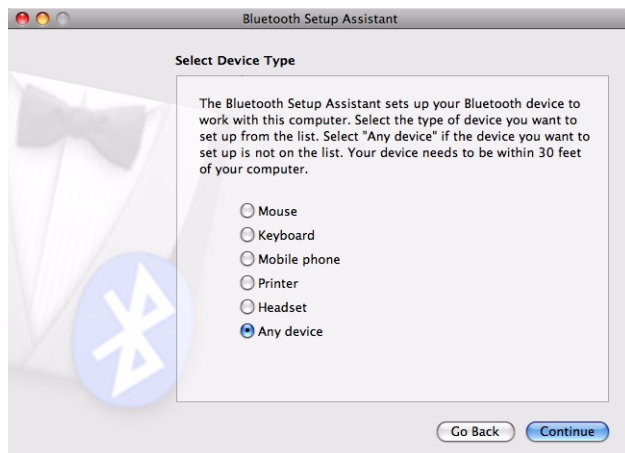 Bluetooth Setup Assistant
Select Device Type
The Bluetooth Setup Assistant sets up your Bluetooth device to
work with this computer. Select the type of device you want to
set up from the list. Select "Any device" if the device you want to
set up is not on the list. Your device needs to be within 30 feet
of your computer.
Mouse
Keyboard
Mobile phone
Printer
Headset
Any device
Go Back
Continue